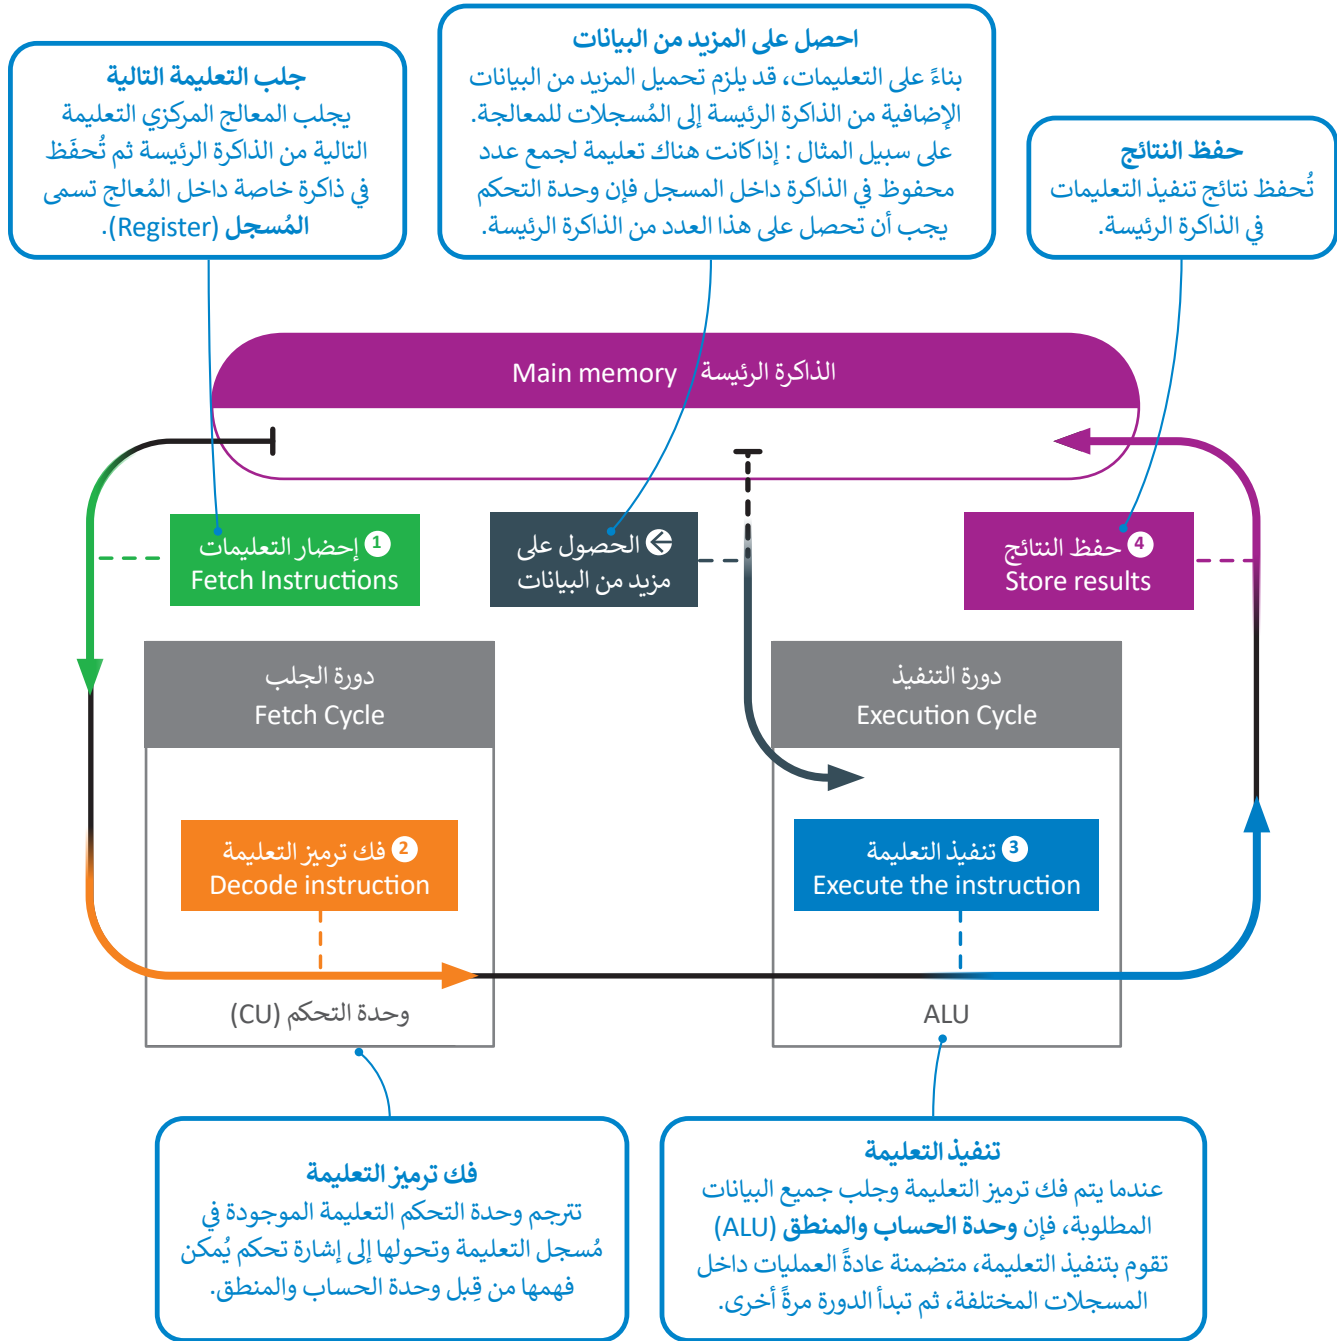 جلب التعليمة التالية
يجلب المعالج المركزي التعليمة
التالية من الذاكرة الرئيسة ثم تُحفَظ
في ذاكرة خاصة داخل المُعالج تسمى
المُسجل (Register).
احصل على المزيد من البيانات
بناءً على التعليمات، قد يلزم تحميل المزيد من البيانات
الإضافية من الذاكرة الرئيسة إلى المُسجلات للمعالجة.
على سبيل المثال : إذا كانت هناك تعليمة لجمع عدد
محفوظ في الذاكرة داخل المسجل فإن وحدة التحكم
يجب أن تحصل على هذا العدد من الذاكرة الرئيسة.
حفظ النتائج
تُحفظ نتائج تنفيذ التعليمات
في الذاكرة الرئيسة.
الذاكرة الرئيسة Main memory
1 إحضار التعليمات
Fetch Instructions
الحصول على
مزيد من البيانات
4 حفظ النتائج
Store results
دورة الجلب
Fetch Cycle
دورة التنفيذ
Execution Cycle
2 فك ترميز التعليمة
Decode instruction
3 تنفيذ التعليمة
Execute the instruction
وحدة التحكم (CU)
ALU
فك ترميز التعليمة
تترجم وحدة التحكم التعليمة الموجودة في
مُسجل التعليمة وتحولها إلى إشارة تحكم يُمكن
فهمها من قِبل وحدة الحساب والمنطق.
تنفيذ التعليمة
عندما يتم فك ترميز التعليمة وجلب جميع البيانات
المطلوبة، فإن وحدة الحساب والمنطق (ALU)
تقوم بتنفيذ التعليمة، متضمنة عادةً العمليات داخل
المسجلات المختلفة، ثم تبدأ الدورة مرةً أخرى.